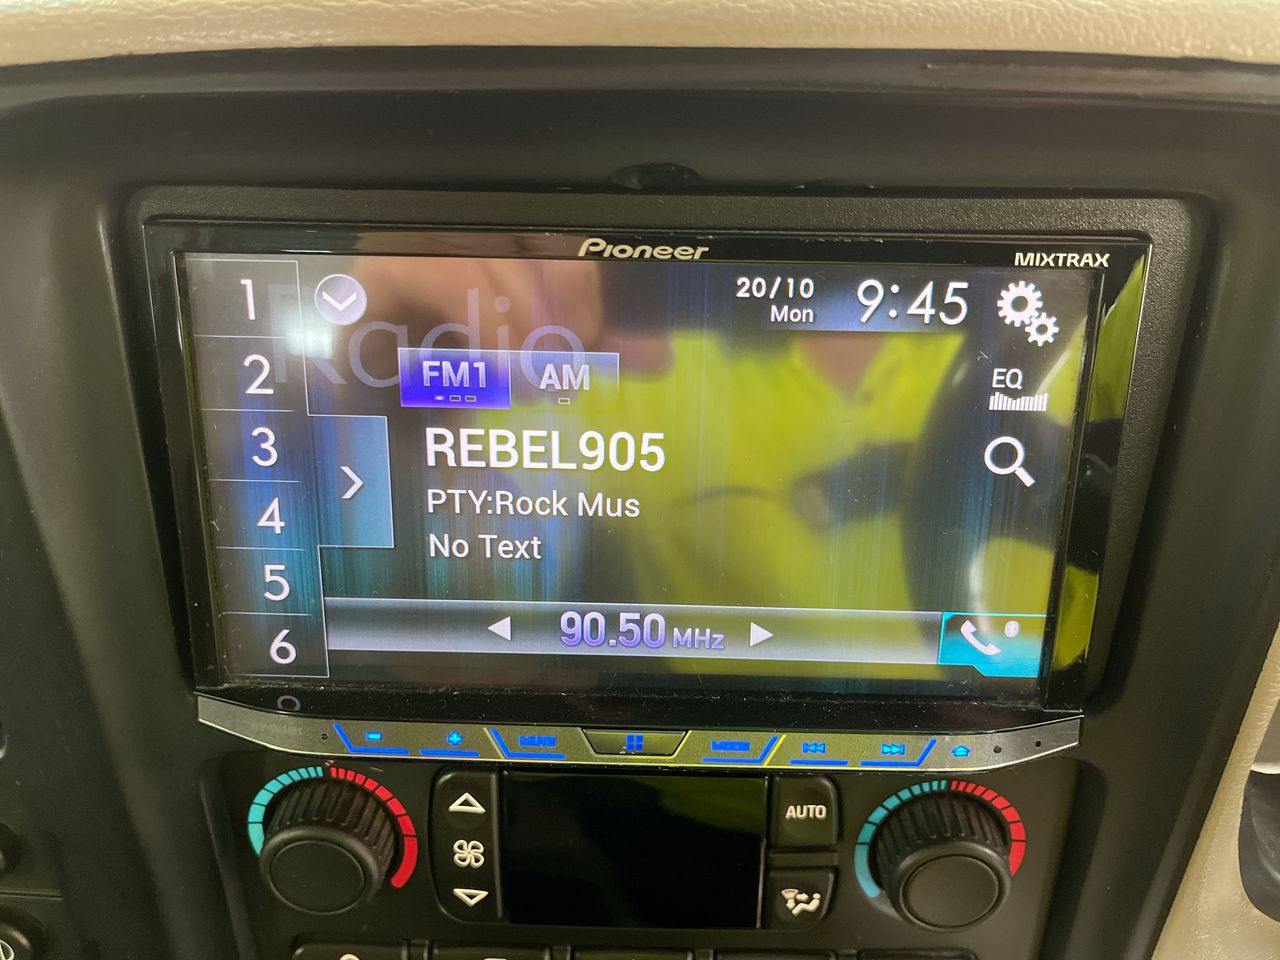 Pioneer
MIXTRAX
Radio
20/10
Mon
9:45
1
2
3
4
5
6
FM1
AM
EQ
REBEL905
PTY:Rock Mus
No Text
90.50 MHz
MUTE
MODE
AUTO